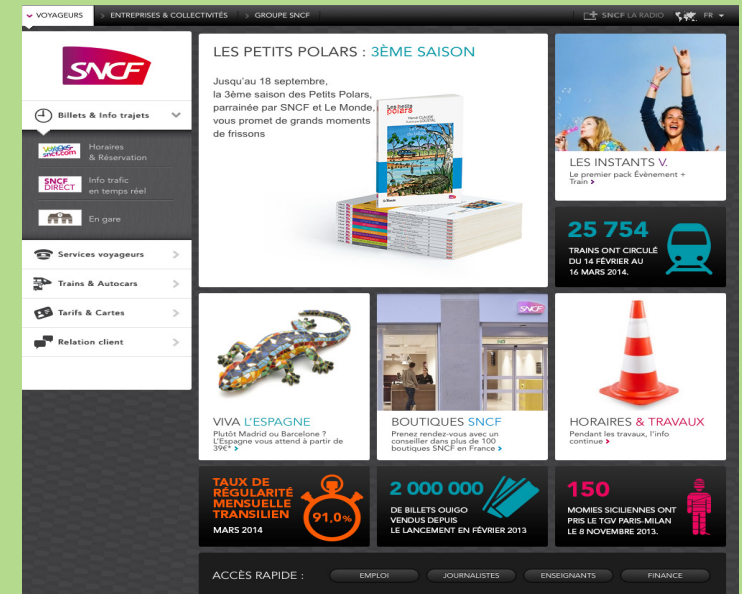 VOYAGEURS
ENTREPRISES & COLLECTIVITÉS
GROUPE SNCF
SNCF LA RADIO
FR
SNCF
Billets & Info trajets
voyages-sncf.com
Horaires
& Réservation
SNCF
DIRECT
Info trafic
en temps réel
En gare
Services voyageurs
Trains & Autocars
Tarifs & Cartes
Relation client
LES PETITS POLARS : 3ÈME SAISON
Jusqu'au 18 septembre,
la 3ème saison des Petits Polars,
parrainée par SNCF et Le Monde,
vous promet de grands moments
de frissons
Les petits
polars
LES INSTANTS V.
Le premier pack Évènement +
Train >
25 754
TRAINS ONT CIRCULÉ
DU 14 FÉVRIER AU
16 MARS 2014.
VIVA L'ESPAGNE
Plutôt Madrid ou Barcelone ?
L'Espagne vous attend à partir de
39€* >
SNCF
BOUTIQUES SNCF
Prenez rendez-vous avec un
conseiller dans plus de 100
boutiques SNCF en France >
HORAIRES & TRAVAUX
Pendant les travaux, l'info
continue >
TAUX DE
RÉGULARITÉ
MENSUELLE
TRANSILIEN
MARS 2014
91,0%
2 000 000
DE BILLETS OUIGO
VENDUS DEPUIS
LE LANCEMENT EN FÉVRIER 2013
150
MOMIES SICILIENNES ONT
PRIS LE TGV PARIS-MILAN
LE 8 NOVEMBRE 2013.
ACCÈS RAPIDE :
EMPLOI
JOURNALISTES
ENSEIGNANTS
FINANCE